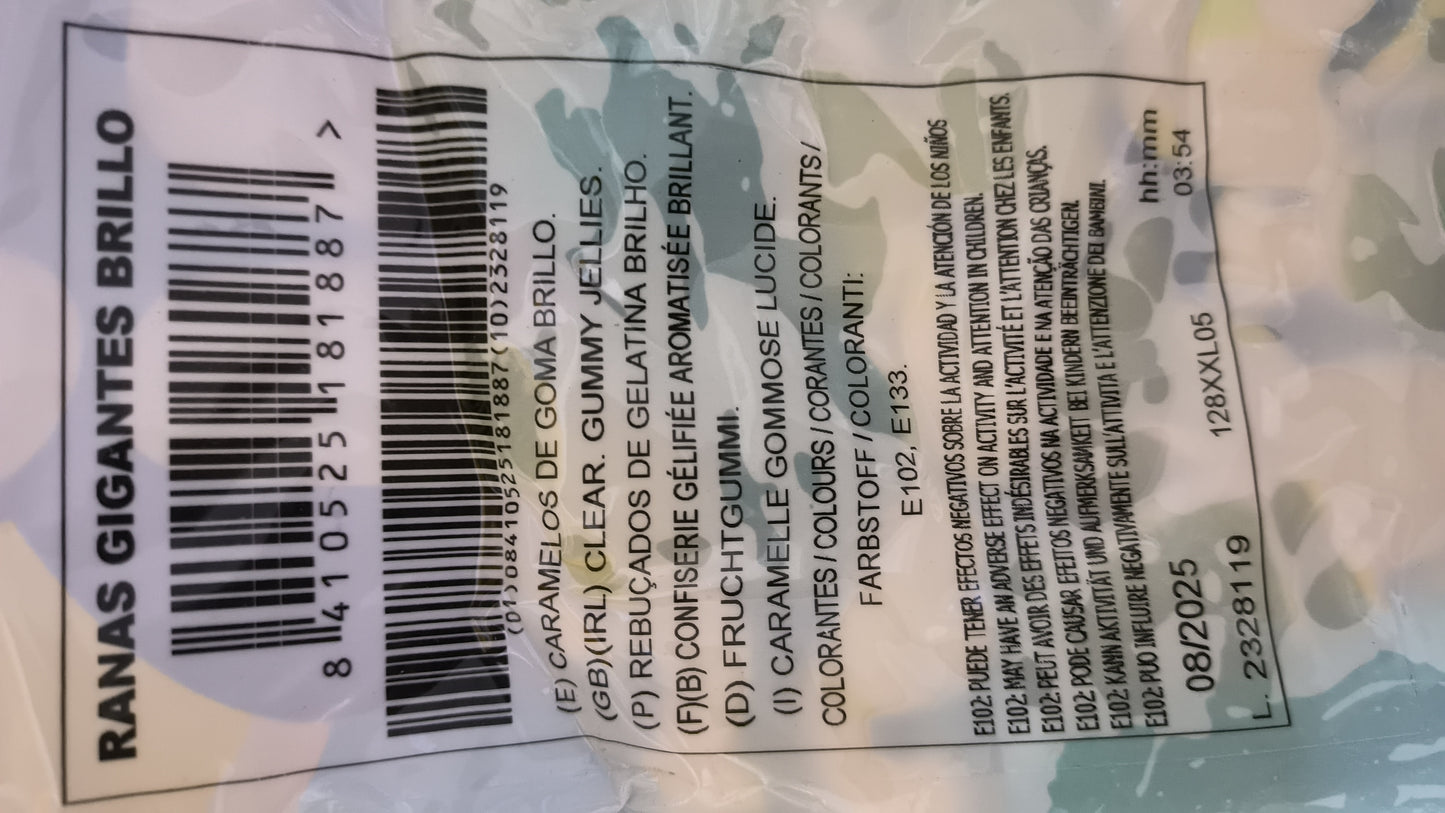 RANAS GIGANTES BRILLO
8 410525 181887 >
(01)08410525181887(10)2328119
(E) CARAMELOS DE GOMA BRILLO.
(GB)(IRL) CLEAR. GUMMY JELLIES.
(P) REBUÇADOS DE GELATINA BRILHO.
(F)(B) CONFISERIE GÉLIFIÉE AROMATISÉE BRILLANT.
(D) FRUCHTGUMMI.
(I) CARAMELLE GOMMOSE LUCIDE.
COLORANTES / COLOURS / CORANTES / COLORANTS /
FARBSTOFF / COLORANTI:
E102, E133.
E102: PUEDE TENER EFECTOS NEGATIVOS SOBRE LA ACTIVIDAD Y LA ATENCIÓN DE LOS NIÑOS
E102: MAY HAVE AN ADVERSE EFFECT ON ACTIVITY AND ATTENTION IN CHILDREN.
E102: PEUT AVOIR DES EFFETS INDÉSIRABLES SUR L'ACTIVITÉ ET L'ATTENTION CHEZ LES ENFANTS.
E102: PODE CAUSAR EFEITOS NEGATIVOS NA ACTIVIDADE E NA ATENÇÃO DAS CRIANÇAS.
E102: KANN AKTIVITÄT UND AUFMERKSAMKEIT BEI KINDERN BEEINTRÄCHTIGEN.
E102: PUO INFLUIRE NEGATIVAMENTE SULL'ATTIVITA E L'ATTENZIONE DEI BAMBINI.
08/2025 hh:mm
03:54
L. 2328119 128XXL05